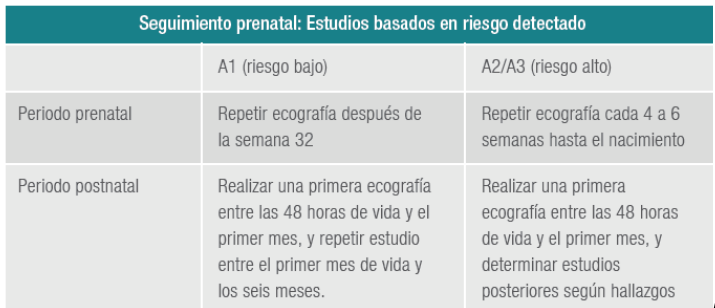 Seguimiento prenatal: Estudios basados en riesgo detectado
A1 (riesgo bajo)
A2/A3 (riesgo alto)
Periodo prenatal
Repetir ecografía después de
la semana 32
Repetir ecografía cada 4 a 6
semanas hasta el nacimiento
Periodo postnatal
Realizar una primera ecografía
entre las 48 horas de vida y el
primer mes, y repetir estudio
entre el primer mes de vida y
los seis meses.
Realizar una primera
ecografía entre las 48 horas
de vida y el primer mes, y
determinar estudios
posteriores según hallazgos